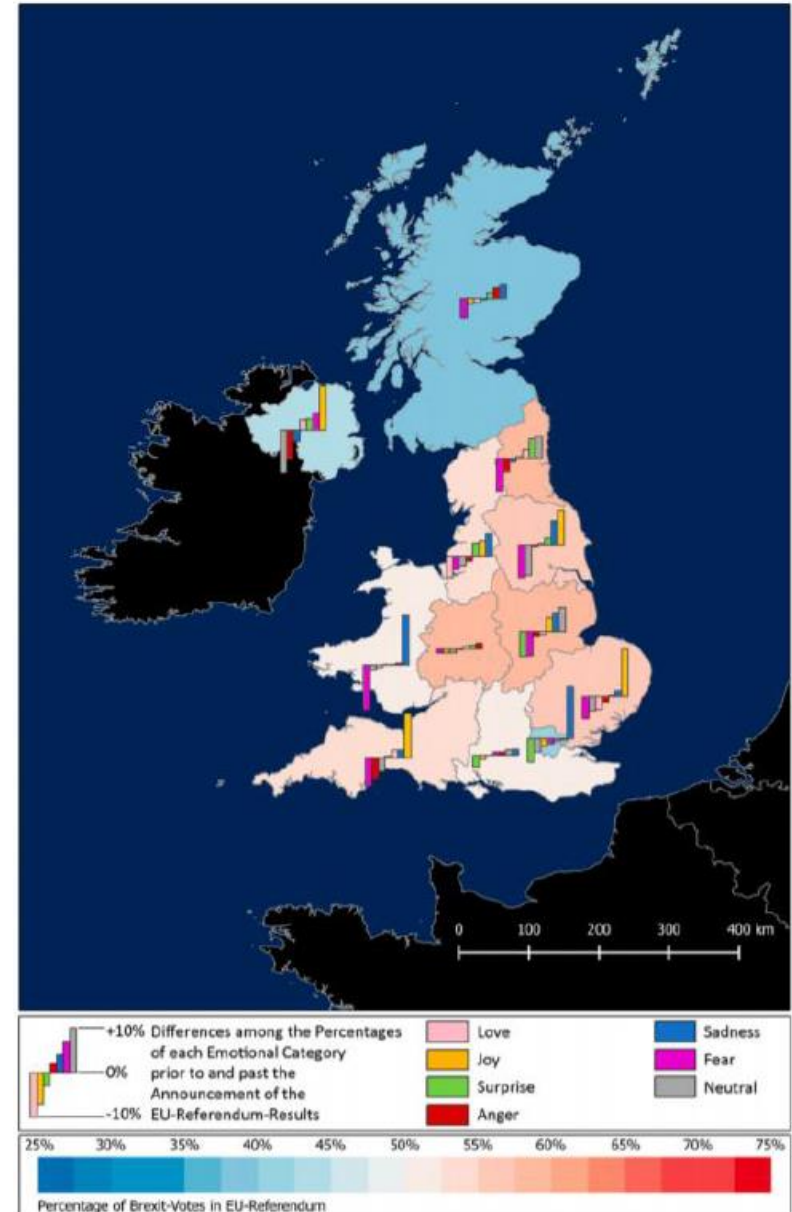 0 100 200 300 400 km
+10% Differences among the Percentages
of each Emotional Category
0% prior to and past the
Announcement of the
-10% EU-Referendum-Results
Love
Joy
Surprise
Anger
Sadness
Fear
Neutral
25% 30% 35% 40% 45% 50% 55% 60% 65% 70% 75%
Percentage of Brexit-Votes in EU-Referendum